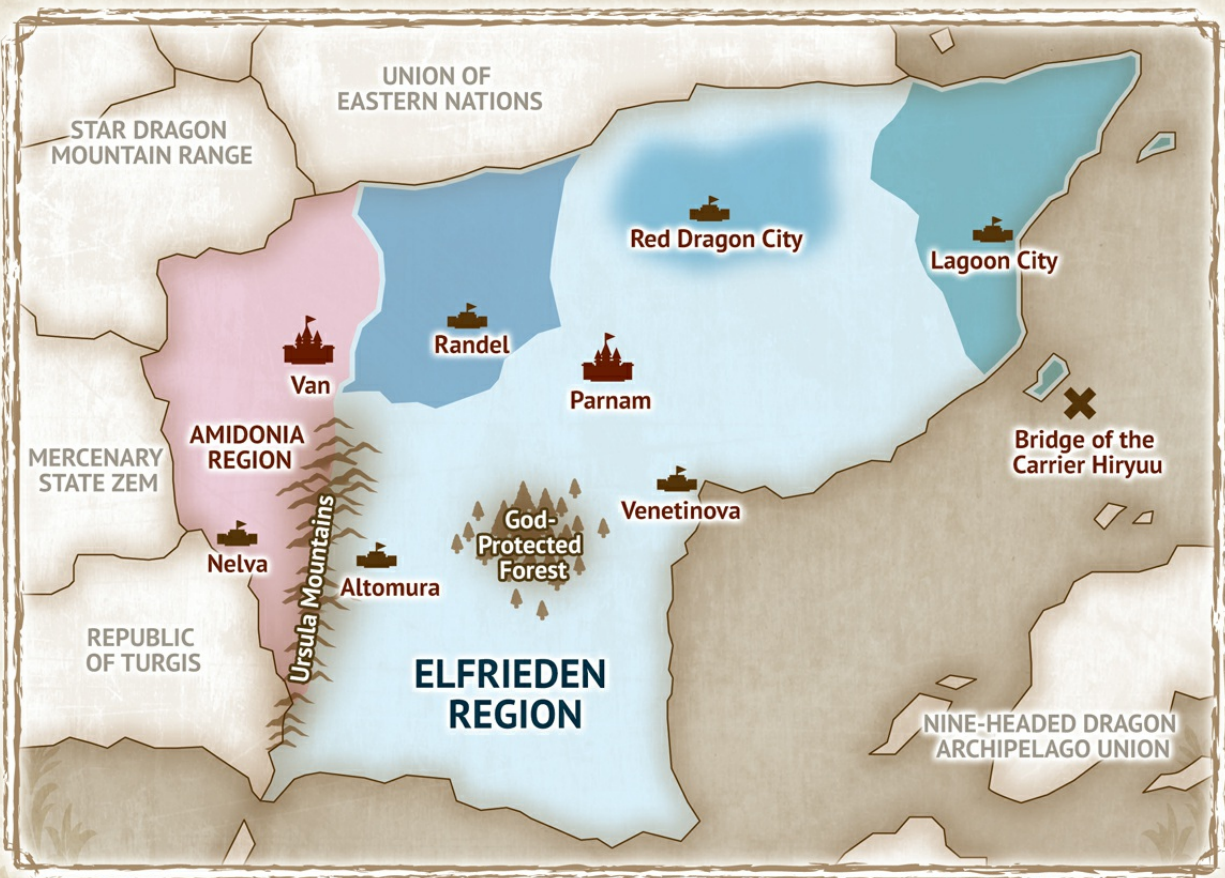 UNION OF
EASTERN NATIONS
STAR DRAGON
MOUNTAIN RANGE
Red Dragon City
Lagoon City
Randel
Van
Parnam
AMIDONIA
REGION
MERCENARY
STATE ZEM
Bridge of the
Carrier Hiryuu
Venetinova
God-
Protected
Forest
Nelva
Ursula Mountains
Altomura
REPUBLIC
OF TURGIS
ELFRIEDEN
REGION
NINE-HEADED DRAGON
ARCHIPELAGO UNION